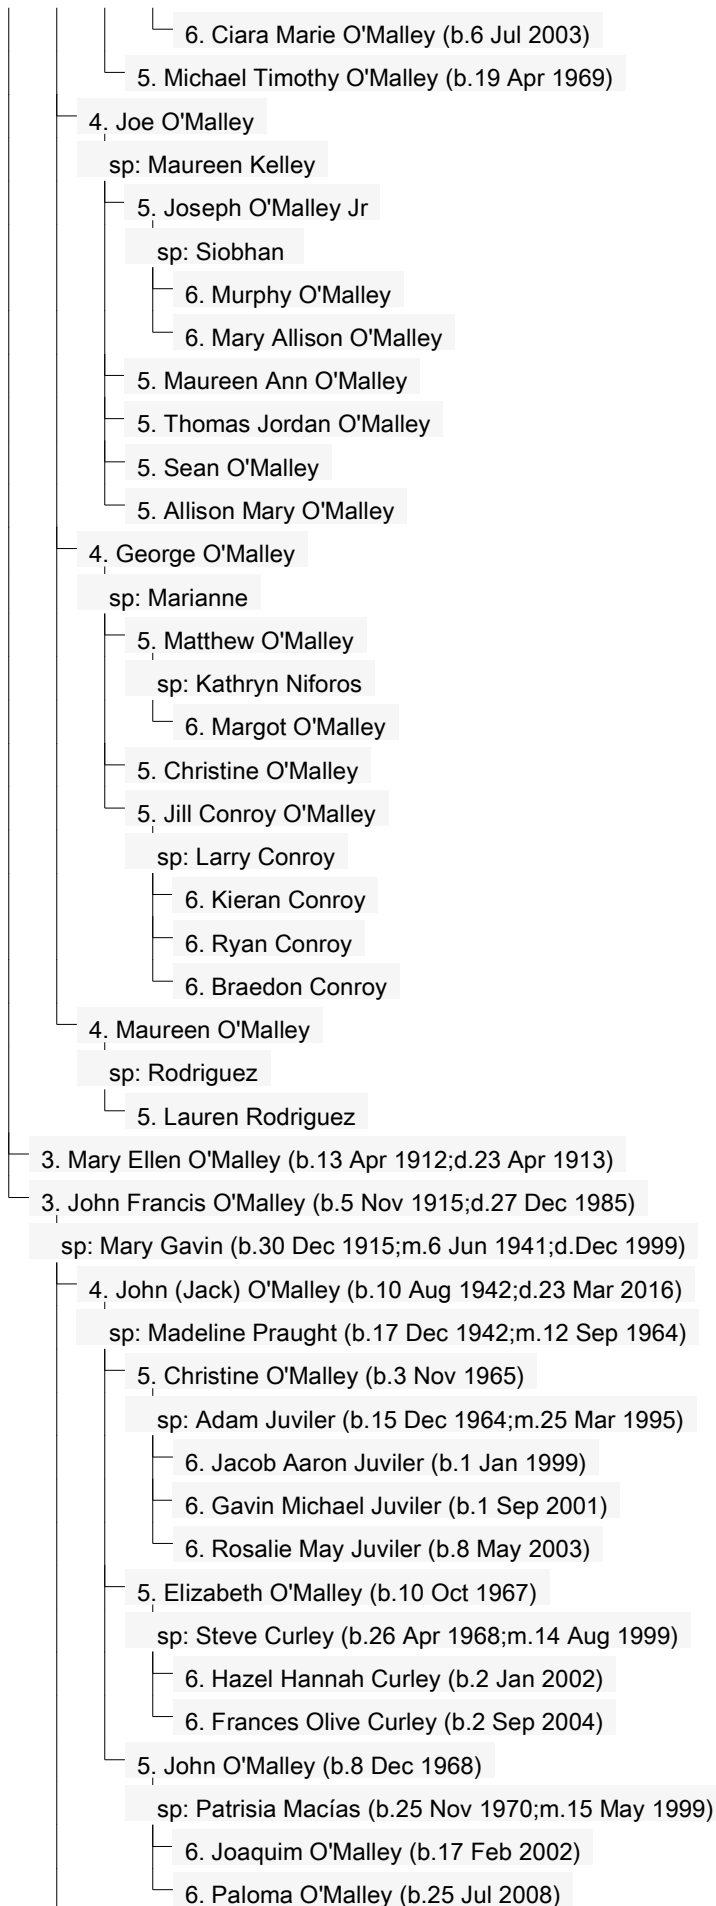 6. Ciara Marie O'Malley (b.6 Jul 2003)
5. Michael Timothy O'Malley (b.19 Apr 1969)
4. Joe O'Malley
sp: Maureen Kelley
5. Joseph O'Malley Jr
sp: Siobhan
6. Murphy O'Malley
6. Mary Allison O'Malley
5. Maureen Ann O'Malley
5. Thomas Jordan O'Malley
5. Sean O'Malley
5. Allison Mary O'Malley
4. George O'Malley
sp: Marianne
5. Matthew O'Malley
sp: Kathryn Niforos
6. Margot O'Malley
5. Christine O'Malley
5. Jill Conroy O'Malley
sp: Larry Conroy
6. Kieran Conroy
6. Ryan Conroy
6. Braedon Conroy
4. Maureen O'Malley
sp: Rodriguez
5. Lauren Rodriguez
3. Mary Ellen O'Malley (b.13 Apr 1912;d.23 Apr 1913)
3. John Francis O'Malley (b.5 Nov 1915;d.27 Dec 1985)
sp: Mary Gavin (b.30 Dec 1915;m.6 Jun 1941;d.Dec 1999)
4. John (Jack) O'Malley (b.10 Aug 1942;d.23 Mar 2016)
sp: Madeline Praught (b.17 Dec 1942;m.12 Sep 1964)
5. Christine O'Malley (b.3 Nov 1965)
sp: Adam Juviler (b.15 Dec 1964;m.25 Mar 1995)
6. Jacob Aaron Juviler (b.1 Jan 1999)
6. Gavin Michael Juviler (b.1 Sep 2001)
6. Rosalie May Juviler (b.8 May 2003)
5. Elizabeth O'Malley (b.10 Oct 1967)
sp: Steve Curley (b.26 Apr 1968;m.14 Aug 1999)
6. Hazel Hannah Curley (b.2 Jan 2002)
6. Frances Olive Curley (b.2 Sep 2004)
5. John O'Malley (b.8 Dec 1968)
sp: Patrisia Macías (b.25 Nov 1970;m.15 May 1999)
6. Joaquim O'Malley (b.17 Feb 2002)
6. Paloma O'Malley (b.25 Jul 2008)